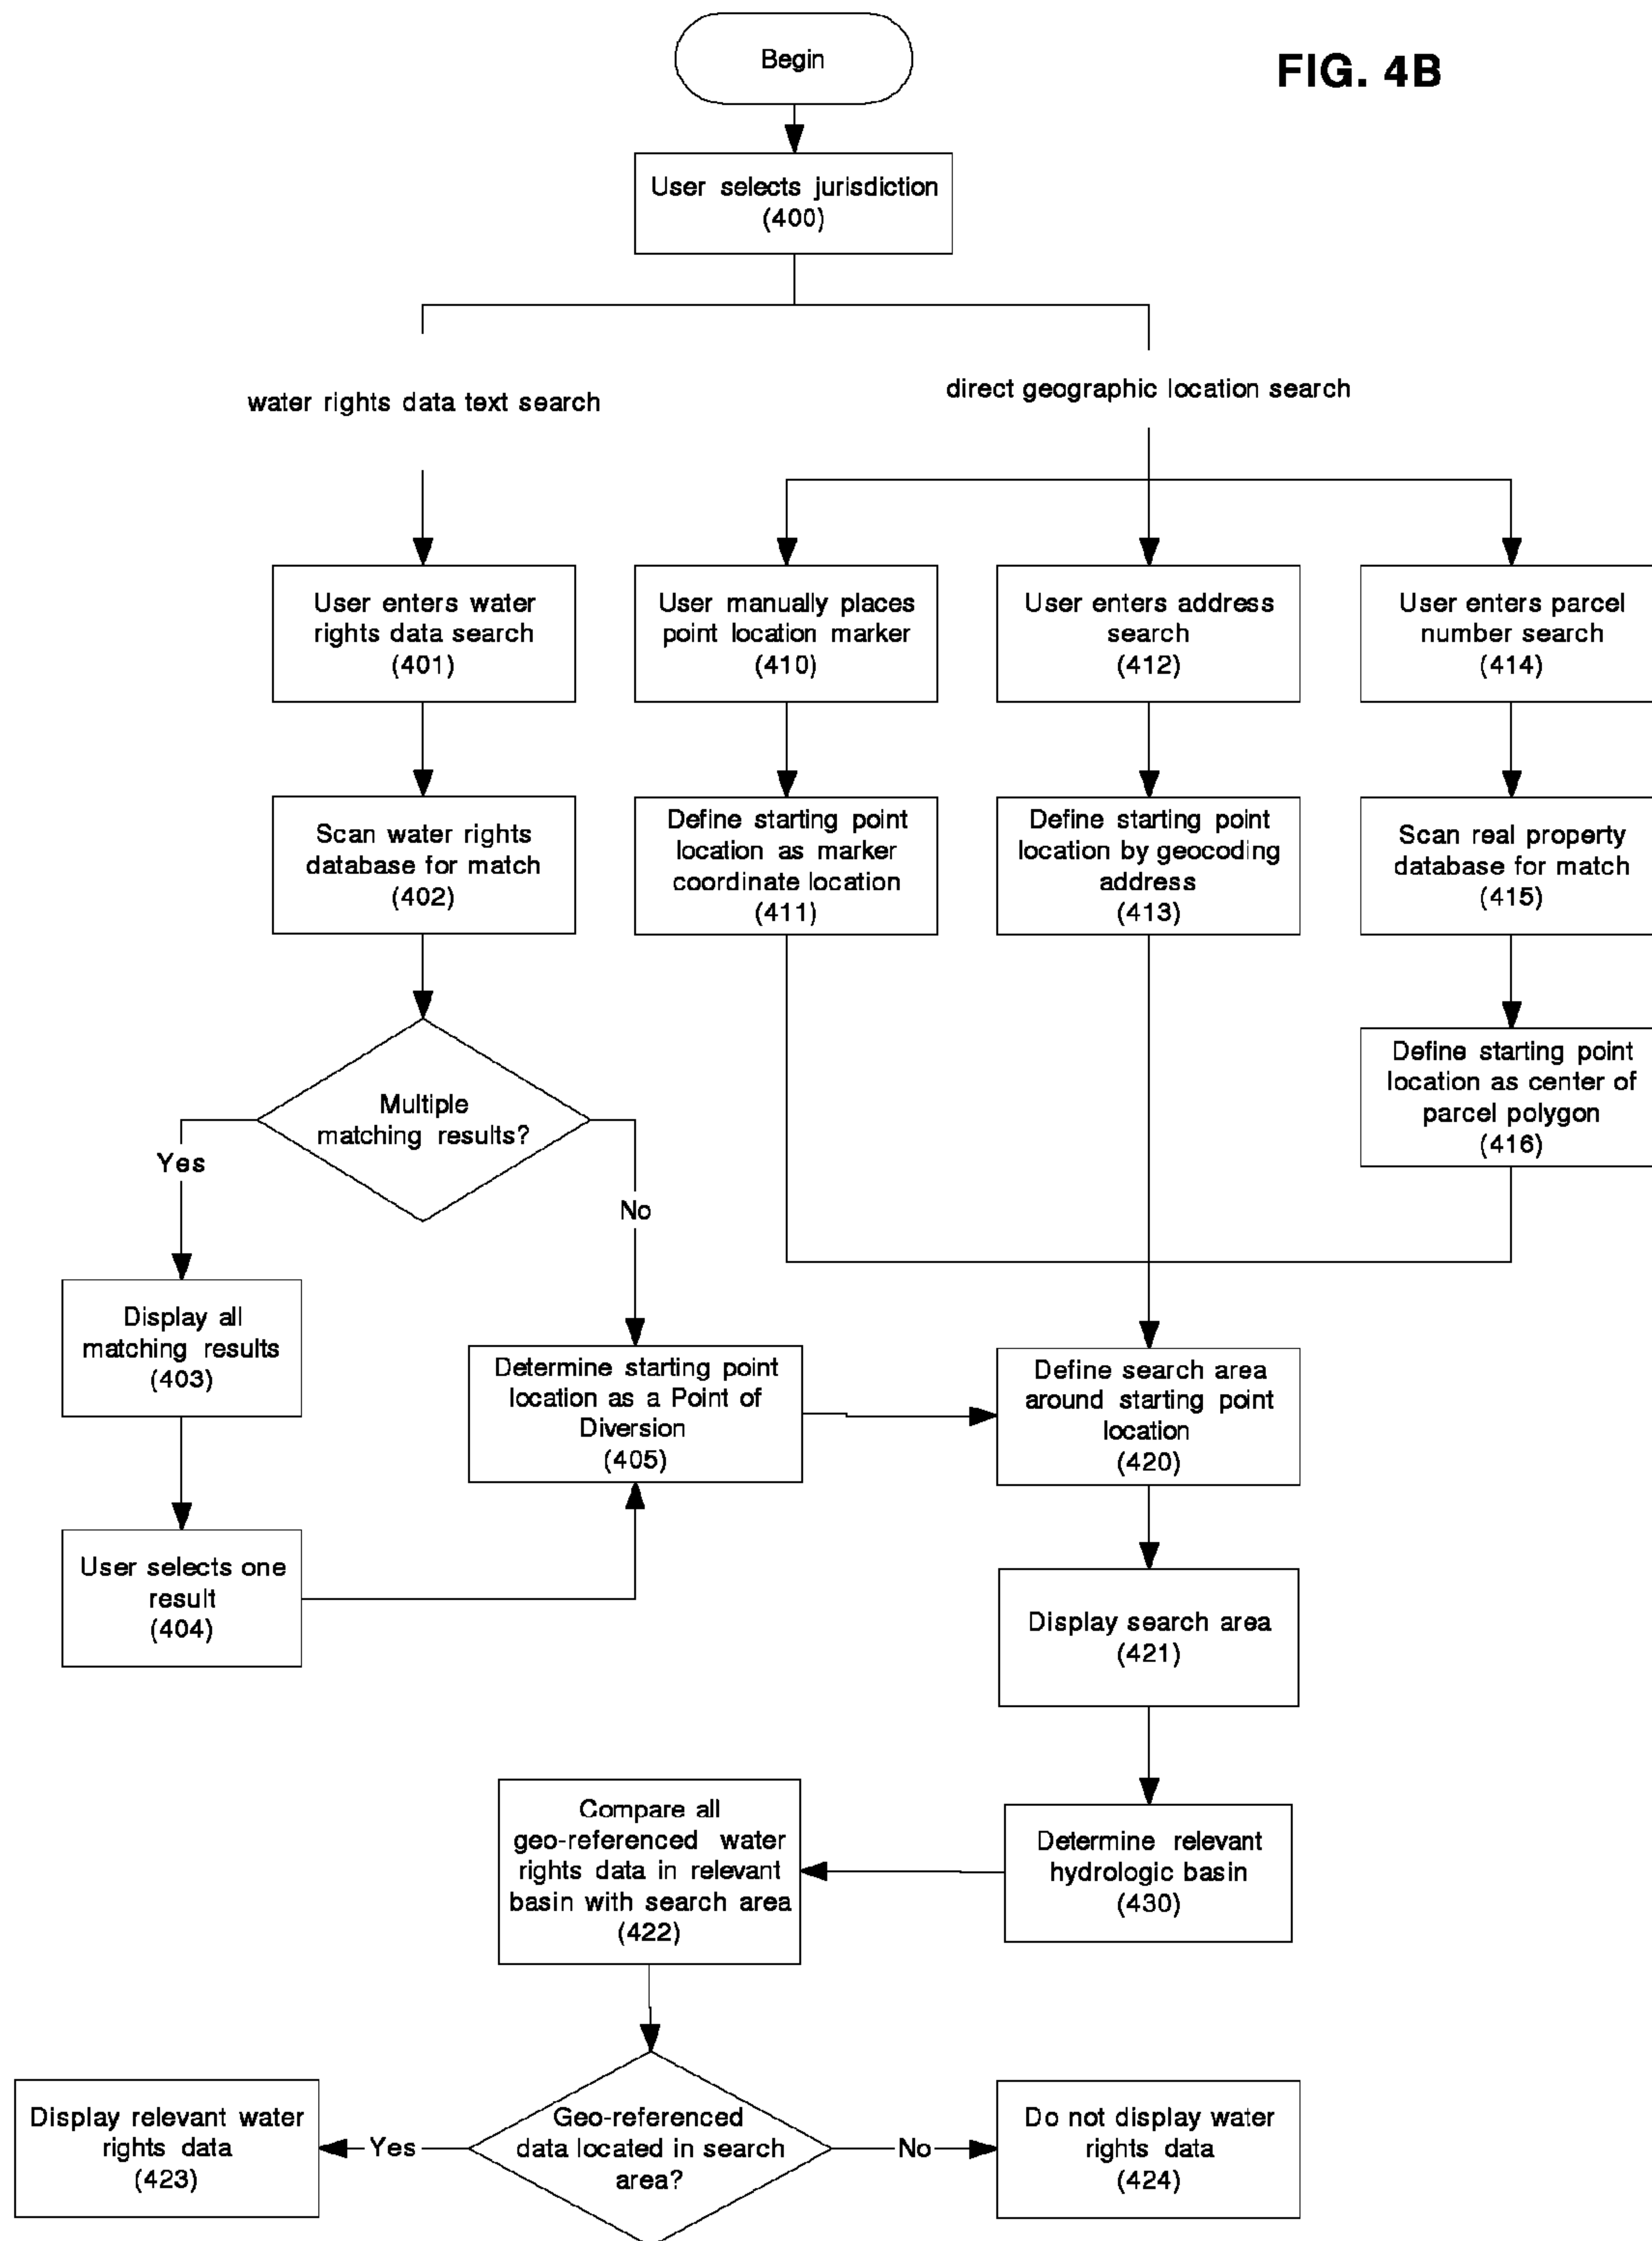 Begin
FIG. 4B
User selects jurisdiction
(400)
water rights data text search
direct geographic location search
User enters water
rights data search
(401)
User manually places
point location marker
(410)
User enters address
search
(412)
User enters parcel
number search
(414)
Scan water rights
database for match
(402)
Define starting point
location as marker
coordinate location
(411)
Define starting point
location by geocoding
address
(413)
Scan real property
database for match
(415)
Define starting point
location as center of
parcel polygon
(416)
Multiple
matching results?
Yes
No
Display all
matching results
(403)
Determine starting point
location as a Point of
Diversion
(405)
Define search area
around starting point
location
(420)
User selects one
result
(404)
Display search area
(421)
Compare all
geo-referenced water
rights data in relevant
basin with search area
(422)
Determine relevant
hydrologic basin
(430)
Display relevant water
rights data
(423)
Yes
Geo-referenced
data located in search
area?
No
Do not display water
rights data
(424)